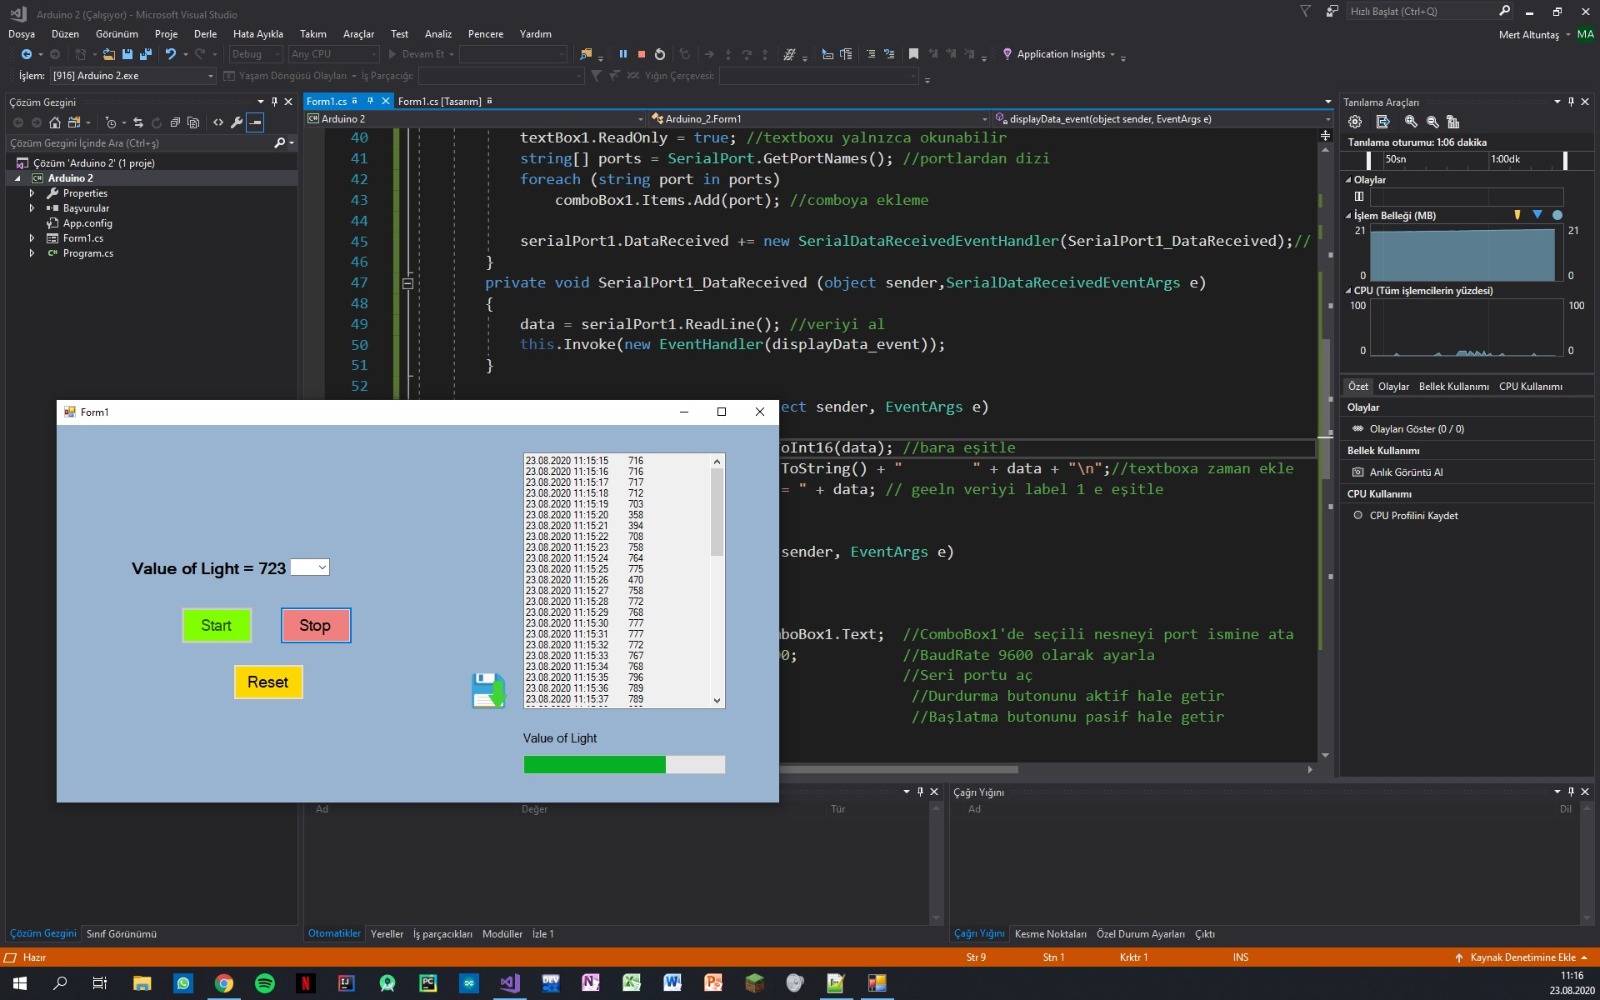 Arduino 2 (Çalışıyor) - Microsoft Visual Studio
Hızlı Başlat (Ctrl+Q)
Dosya Düzen Görünüm Proje Derle Hata Ayıkla Takım Araçlar Test Analiz Pencere Yardım
Mert Altuntaş MA
Debug Any CPU Devam Et Application Insights
İşlem: [916] Arduino 2.exe Yaşam Döngüsü Olayları İş Parçacığı: Yığın Çerçevesi:
Çözüm Gezgini
Çözüm Gezgini İçinde Ara (Ctrl+ş)
Çözüm 'Arduino 2' (1 proje)
Arduino 2
Properties
Başvurular
App.config
Form1.cs
Program.cs
Çözüm Gezgini Sınıf Görünümü
Form1.cs Form1.cs [Tasarım]
Arduino 2 Arduino_2.Form1 displayData_event(object sender, EventArgs e)
40 textBox1.ReadOnly = true; //textboxu yalnızca okunabilir
41 string[] ports = SerialPort.GetPortNames(); //portlardan dizi
42 foreach (string port in ports)
43 comboBox1.Items.Add(port); //comboya ekleme
44
45 serialPort1.DataReceived += new SerialDataReceivedEventHandler(SerialPort1_DataReceived);//
46 }
47 private void SerialPort1_DataReceived (object sender,SerialDataReceivedEventArgs e)
48 {
49 data = serialPort1.ReadLine(); //veriyi al
50 this.Invoke(new EventHandler(displayData_event));
51 }
52
ect sender, EventArgs e)
oInt16(data); //bara eşitle
ToString() + " " + data + "\n";//textboxa zaman ekle
= " + data; // geeln veriyi label 1 e eşitle
sender, EventArgs e)
mboBox1.Text; //ComboBox1'de seçili nesneyi port ismine ata
0; //BaudRate 9600 olarak ayarla
//Seri portu aç
//Durdurma butonunu aktif hale getir
//Başlatma butonunu pasif hale getir
Form1
Value of Light = 723
Start Stop
Reset
23.08.2020 11:15:15 716
23.08.2020 11:15:16 716
23.08.2020 11:15:17 717
23.08.2020 11:15:18 712
23.08.2020 11:15:19 703
23.08.2020 11:15:20 358
23.08.2020 11:15:21 394
23.08.2020 11:15:22 708
23.08.2020 11:15:23 758
23.08.2020 11:15:24 764
23.08.2020 11:15:25 775
23.08.2020 11:15:26 470
23.08.2020 11:15:27 758
23.08.2020 11:15:28 772
23.08.2020 11:15:29 768
23.08.2020 11:15:30 777
23.08.2020 11:15:31 777
23.08.2020 11:15:32 772
23.08.2020 11:15:33 767
23.08.2020 11:15:34 768
23.08.2020 11:15:35 796
23.08.2020 11:15:36 789
23.08.2020 11:15:37 789
Value of Light
Tanılama Araçları
Tanılama oturumu: 1:06 dakika
50sn 1:00dk
Olaylar
İşlem Belleği (MB)
21 21
0 0
CPU (Tüm işlemcilerin yüzdesi)
100 100
0 0
Özet Olaylar Bellek Kullanımı CPU Kullanımı
Olaylar
Olayları Göster (0 / 0)
Bellek Kullanımı
Anlık Görüntü Al
CPU Kullanımı
CPU Profilini Kaydet
Ad Değer Tür
Otomatikler Yereller İş parçacıkları Modüller İzle 1
Çağrı Yığını
Ad Dil
Çağrı Yığını Kesme Noktaları Özel Durum Ayarları Çıktı
Hazır Str 9 Stn 1 Krktr 1 INS Kaynak Denetimine Ekle
11:16
23.08.2020